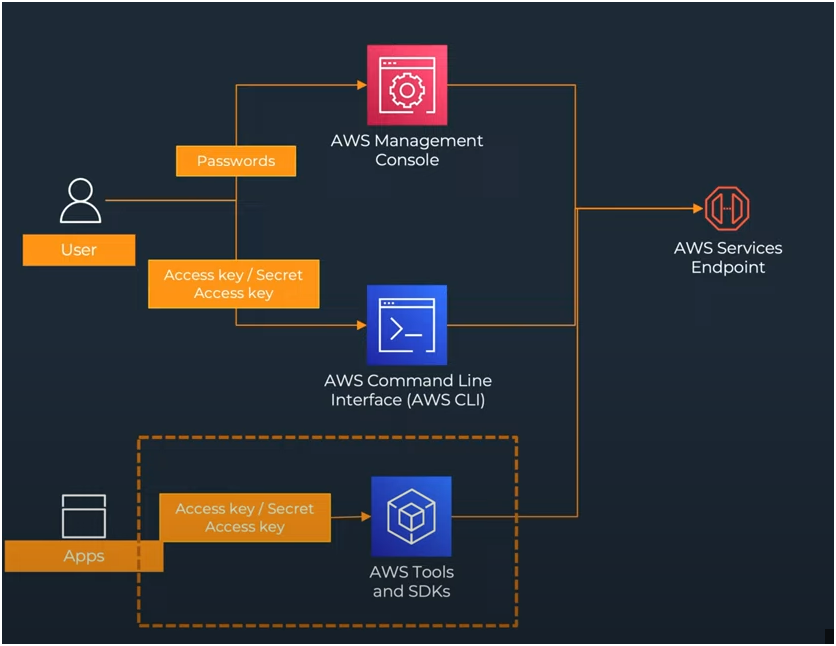 AWS Management
Console
Passwords
User
AWS Services
Endpoint
Access key / Secret
Access key
AWS Command Line
Interface (AWS CLI)
Access key / Secret
Access key
Apps
AWS Tools
and SDKs